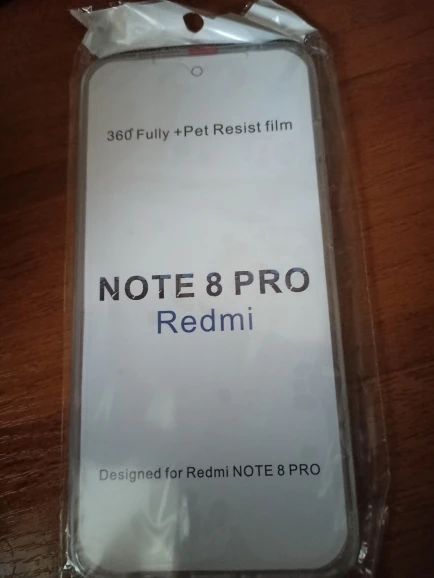 360° Fully +Pet Resist film
NOTE 8 PRO
Redmi
Designed for Redmi NOTE 8 PRO